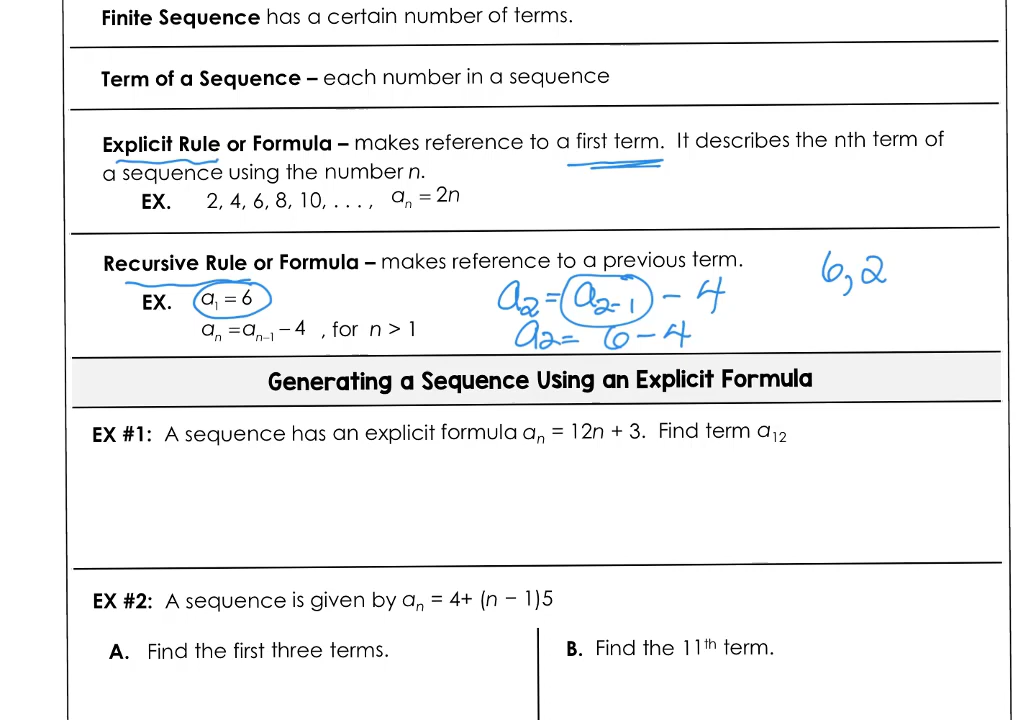 Finite Sequence has a certain number of terms.
Term of a Sequence – each number in a sequence
Explicit Rule or Formula – makes reference to a first term. It describes the nth term of
a sequence using the number n.
EX. 2, 4, 6, 8, 10, . . . , aₙ = 2n
Recursive Rule or Formula – makes reference to a previous term.
6, 2
EX. a₁ = 6
a₂ = a₂₋₁ - 4
aₙ = aₙ₋₁ – 4 , for n > 1
a₂ = 6 - 4
Generating a Sequence Using an Explicit Formula
EX #1: A sequence has an explicit formula aₙ = 12n + 3. Find term a₁₂
EX #2: A sequence is given by aₙ = 4+ (n − 1)5
A. Find the first three terms.
B. Find the 11ᵗʰ term.